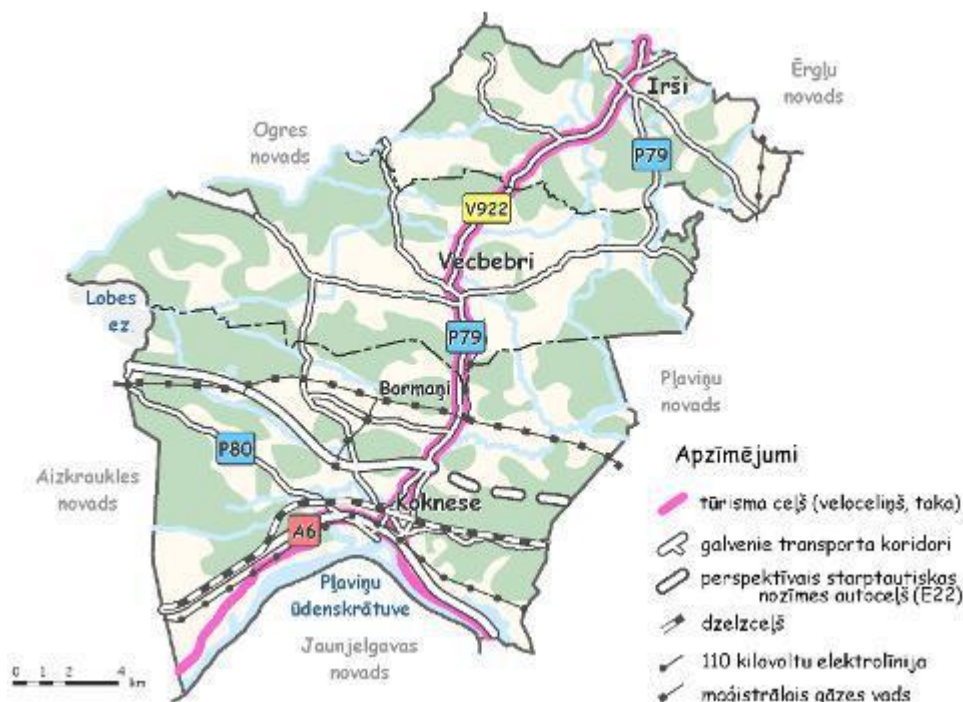 Ērgļu
novads
Irši
Ogres
novads
P79
V922
Vecbebri
Lobes
ez.
P79
Bormaņi
Pļaviņu
novads
P80
Aizkraukles
novads
Koknese
A6
Pļaviņu
ūdenskrātuve
Jaunjelgavas
novads
Apzīmējumi
tūrisma ceļš (veloceliņš, taka)
galvenie transporta koridori
perspektīvais starptautiskas
nozīmes autoceļš (E22)
dzelzceļš
110 kilovoltu elektrolīnija
maģistrālais gāzes vads
0 1 2 4
km